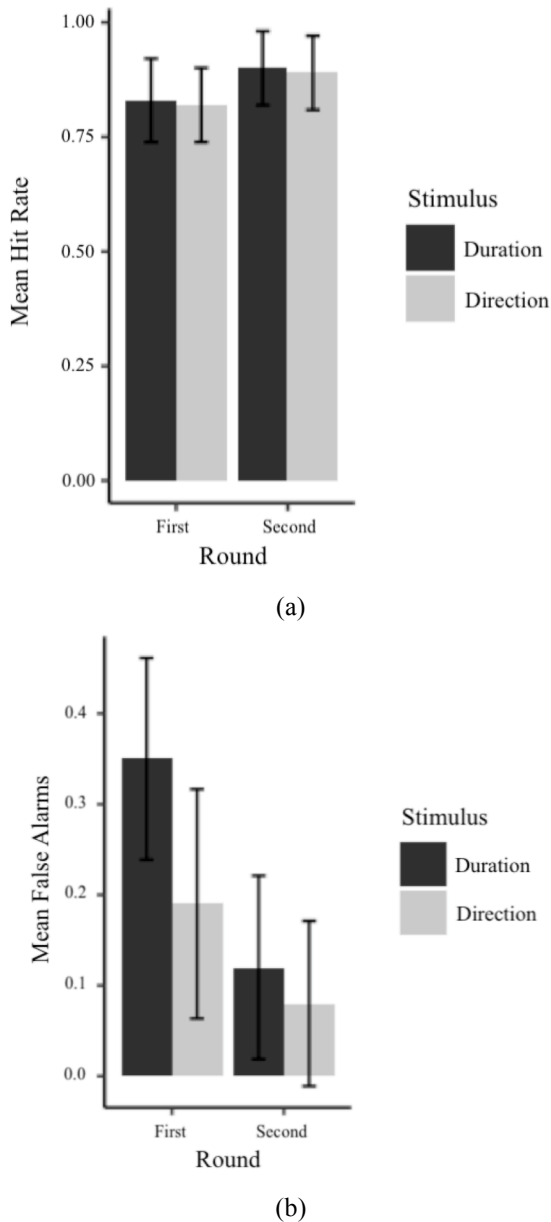 1.00
0.75
0.50
0.25
0.00
Mean Hit Rate
First
Second
Round
Stimulus
Duration
Direction
(a)
0.4
0.3
0.2
0.1
0.0
Mean False Alarms
First
Second
Round
Stimulus
Duration
Direction
(b)